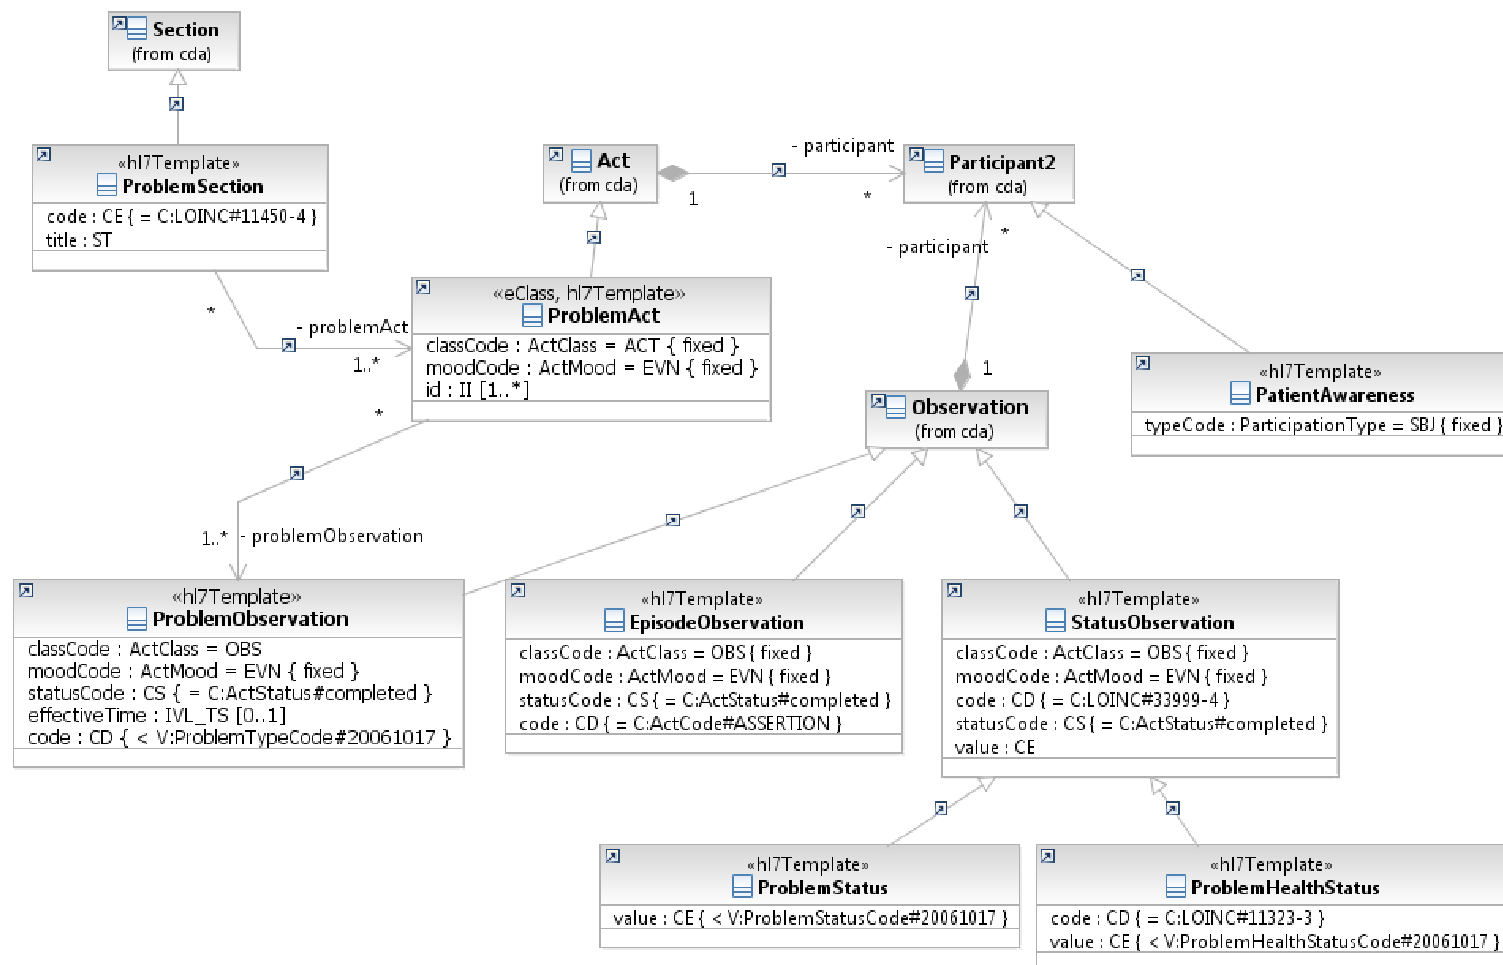 Section
(from cda)
«hl7Template»
ProblemSection
code : CE { = C:LOINC#11450-4 }
title : ST
Act
(from cda)
- participant
1
*
Participant2
(from cda)
- participant
*
1
*
- problemAct
1..*
«eClass, hl7Template»
ProblemAct
classCode : ActClass = ACT { fixed }
moodCode : ActMood = EVN { fixed }
id : II [1..*]
«hl7Template»
PatientAwareness
typeCode : ParticipationType = SBJ { fixed }
Observation
(from cda)
*
1..*
- problemObservation
«hl7Template»
ProblemObservation
classCode : ActClass = OBS
moodCode : ActMood = EVN { fixed }
statusCode : CS { = C:ActStatus#completed }
effectiveTime : IVL_TS [0..1]
code : CD { < V:ProblemTypeCode#20061017 }
«hl7Template»
EpisodeObservation
classCode : ActClass = OBS { fixed }
moodCode : ActMood = EVN { fixed }
statusCode : CS { = C:ActStatus#completed }
code : CD { = C:ActCode#ASSERTION }
«hl7Template»
StatusObservation
classCode : ActClass = OBS { fixed }
moodCode : ActMood = EVN { fixed }
code : CD { = C:LOINC#33999-4 }
statusCode : CS { = C:ActStatus#completed }
value : CE
«hl7Template»
ProblemStatus
value : CE { < V:ProblemStatusCode#20061017 }
«hl7Template»
ProblemHealthStatus
code : CD { = C:LOINC#11323-3 }
value : CE { < V:ProblemHealthStatusCode#20061017 }